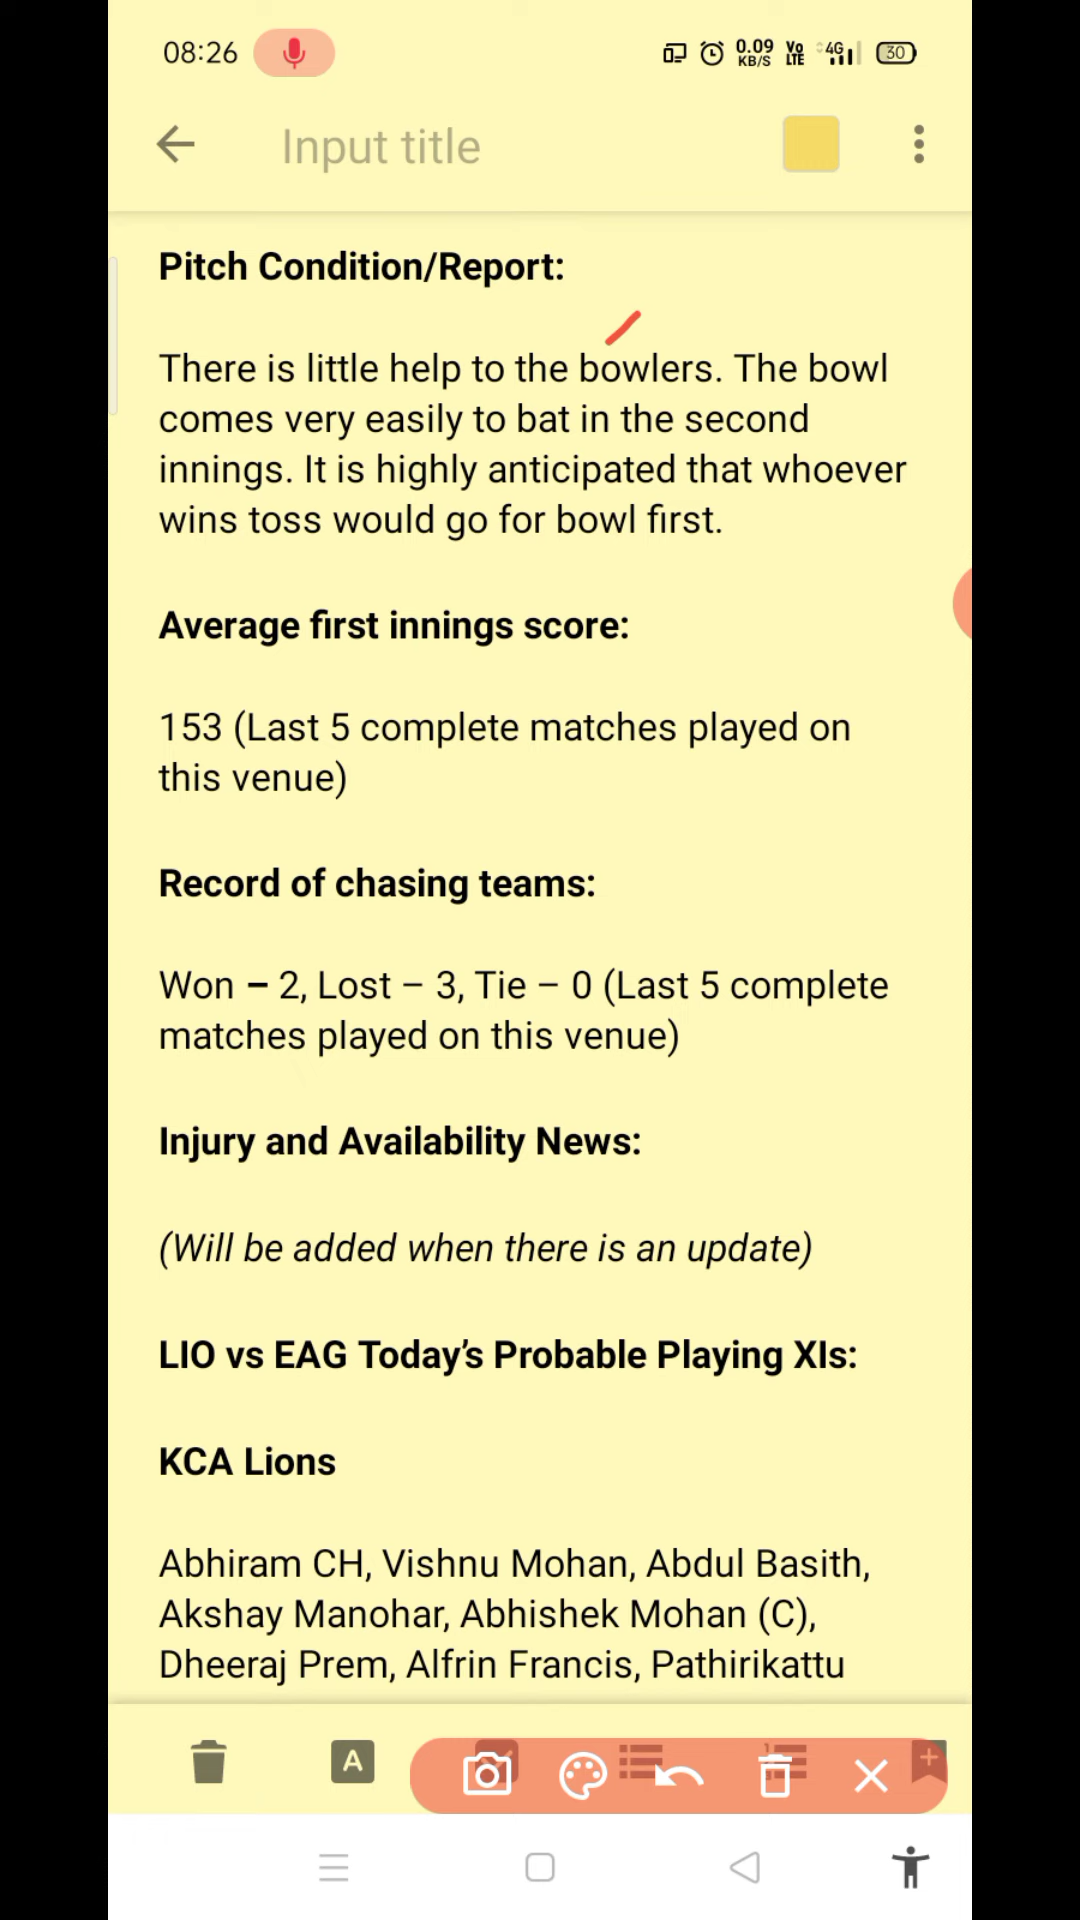 08:26
0.09 KB/S Vo LTE 4G 30
Input title
Pitch Condition/Report:
There is little help to the bowlers. The bowl
comes very easily to bat in the second
innings. It is highly anticipated that whoever
wins toss would go for bowl first.
Average first innings score:
153 (Last 5 complete matches played on
this venue)
Record of chasing teams:
Won – 2, Lost – 3, Tie – 0 (Last 5 complete
matches played on this venue)
Injury and Availability News:
(Will be added when there is an update)
LIO vs EAG Today’s Probable Playing XIs:
KCA Lions
Abhiram CH, Vishnu Mohan, Abdul Basith,
Akshay Manohar, Abhishek Mohan (C),
Dheeraj Prem, Alfrin Francis, Pathirikattu
A